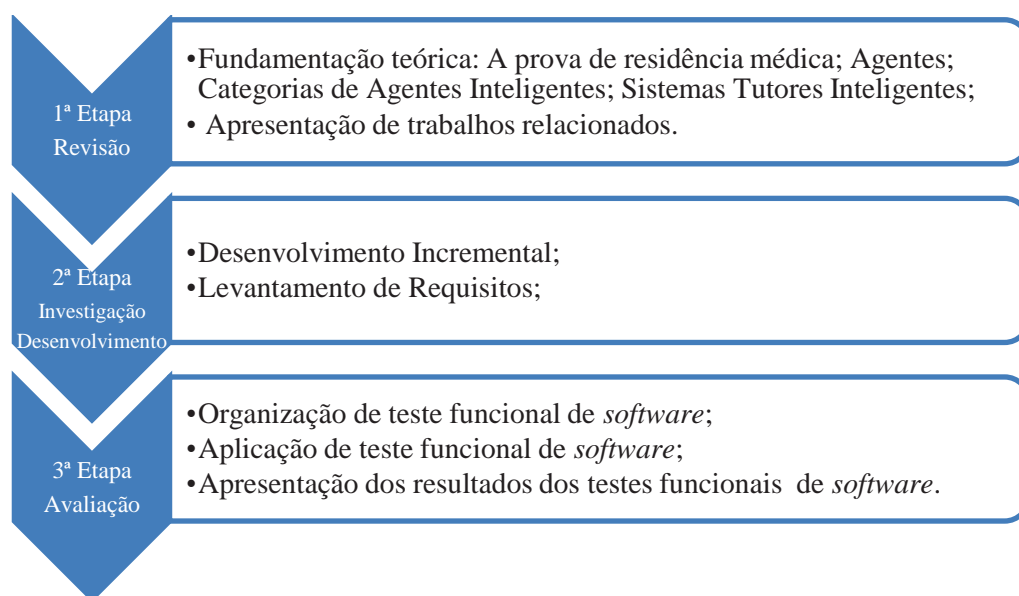 1ª Etapa
Revisão
•Fundamentação teórica: A prova de residência médica; Agentes;
Categorias de Agentes Inteligentes; Sistemas Tutores Inteligentes;
• Apresentação de trabalhos relacionados.
2ª Etapa
Investigação
Desenvolvimento
•Desenvolvimento Incremental;
•Levantamento de Requisitos;
3ª Etapa
Avaliação
•Organização de teste funcional de software;
•Aplicação de teste funcional de software;
•Apresentação dos resultados dos testes funcionais de software.